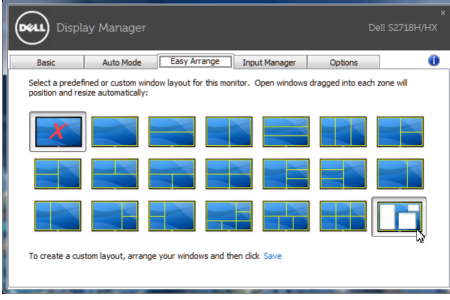 DELL Display Manager Dell S2718H/HX
Basic Auto Mode Easy Arrange Input Manager Options
Select a predefined or custom window layout for this monitor. Open windows dragged into each zone will
position and resize automatically:
To create a custom layout, arrange your windows and then click Save